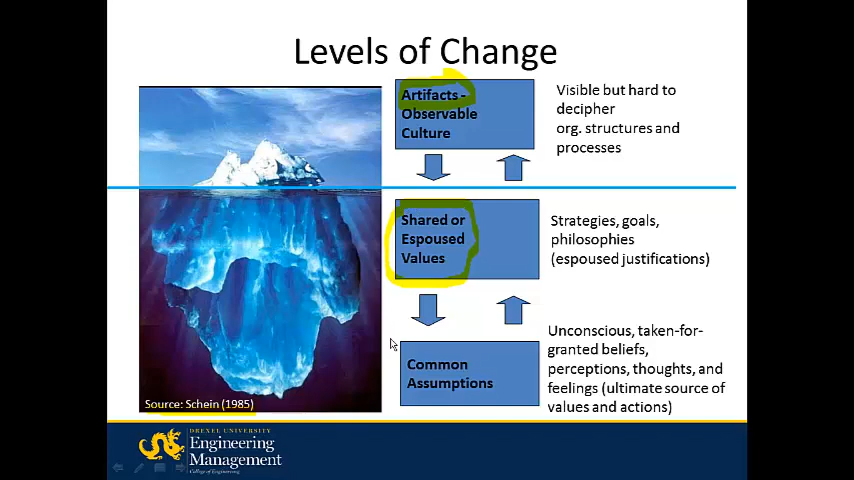 Levels of Change
Artifacts -
Observable
Culture
Visible but hard to
decipher
org. structures and
processes
Shared or
Espoused
Values
Strategies, goals,
philosophies
(espoused justifications)
Common
Assumptions
Unconscious, taken-for-
granted beliefs,
perceptions, thoughts, and
feelings (ultimate source of
values and actions)
Source: Schein (1985)
DREXEL UNIVERSITY
Engineering
Management
College of Engineering